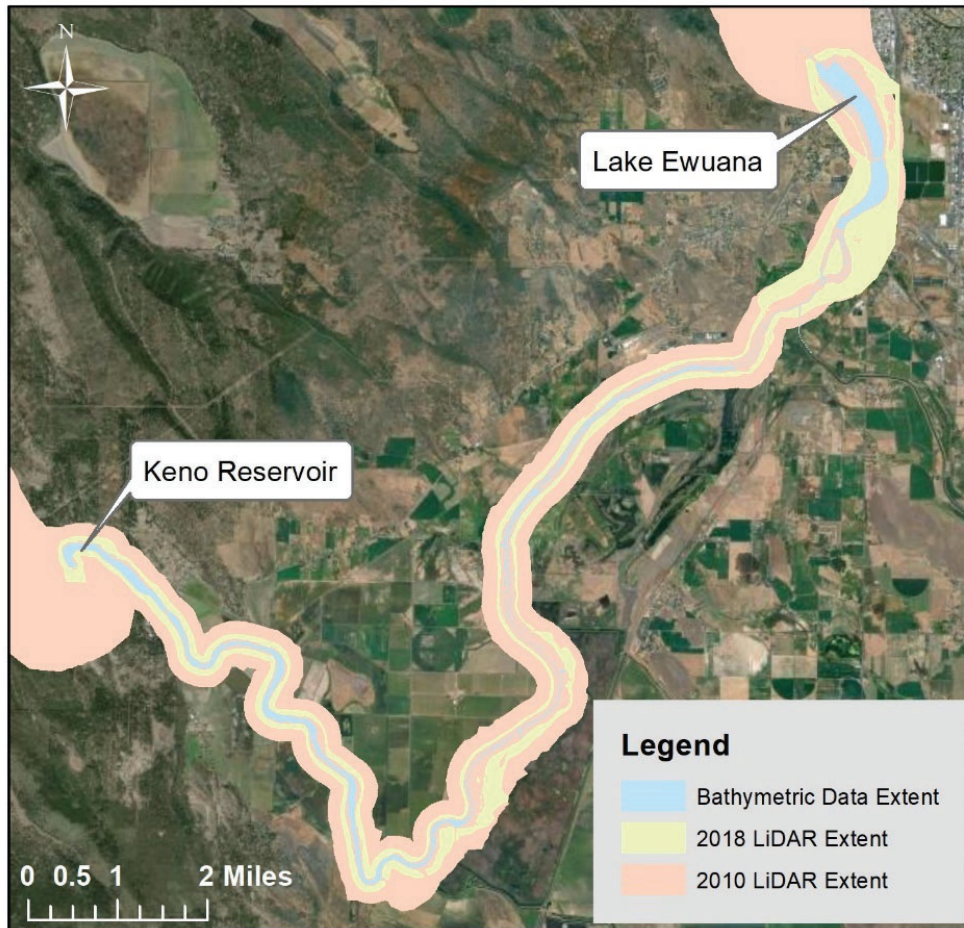 N
Lake Ewuana
Keno Reservoir
Legend
Bathymetric Data Extent
2018 LiDAR Extent
2010 LiDAR Extent
0 0.5 1 2 Miles